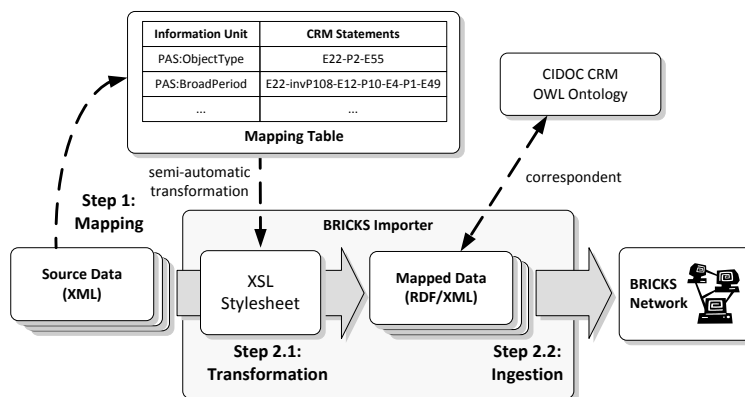 Information Unit CRM Statements
PAS:ObjectType E22-P2-E55
PAS:BroadPeriod E22-invP108-E12-P10-E4-P1-E49
... ...
Mapping Table
CIDOC CRM
OWL Ontology
semi-automatic
transformation
correspondent
Step 1:
Mapping
BRICKS Importer
Source Data
(XML)
XSL
Stylesheet
Mapped Data
(RDF/XML)
BRICKS
Network
Step 2.1:
Transformation
Step 2.2:
Ingestion